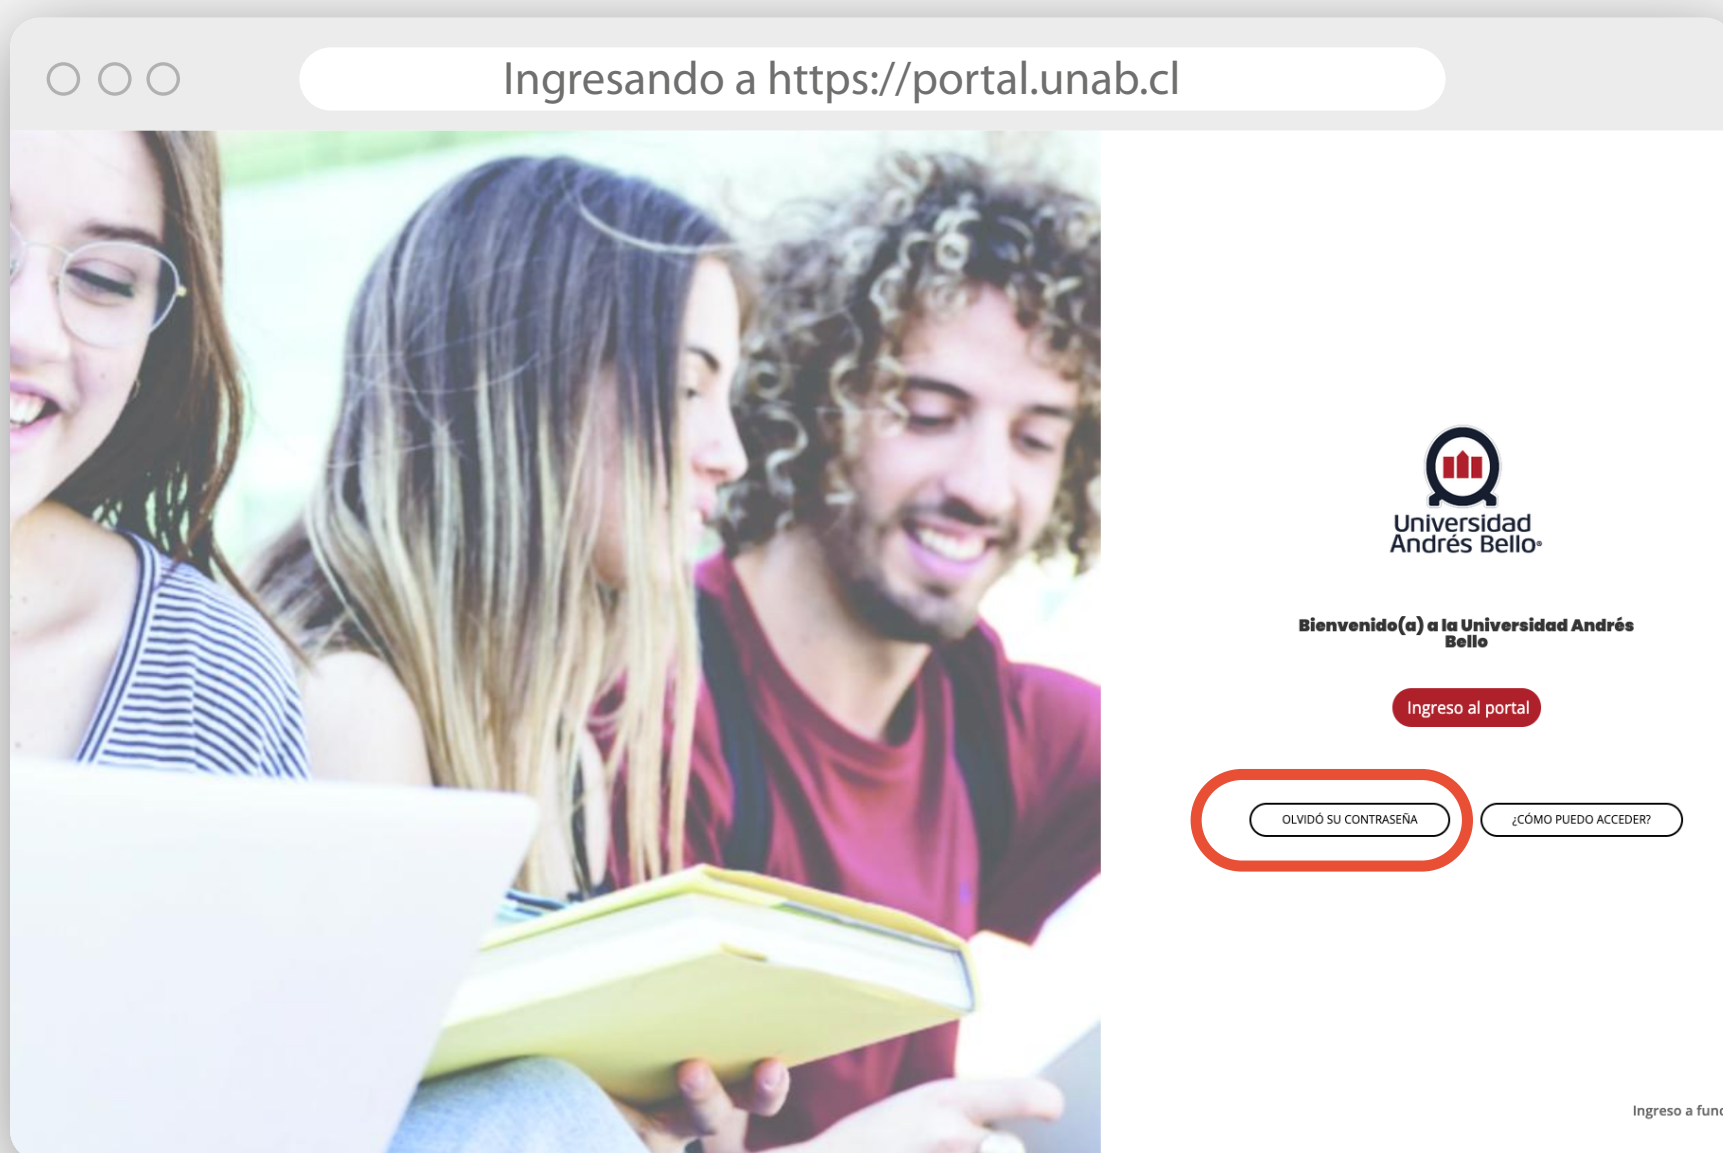 Ingresando a https://portal.unab.cl
Universidad
Andrés Bello
Bienvenido(a) a la Universidad Andrés
Bello
Ingreso al portal
OLVIDÓ SU CONTRASEÑA
¿CÓMO PUEDO ACCEDER?
Ingreso a